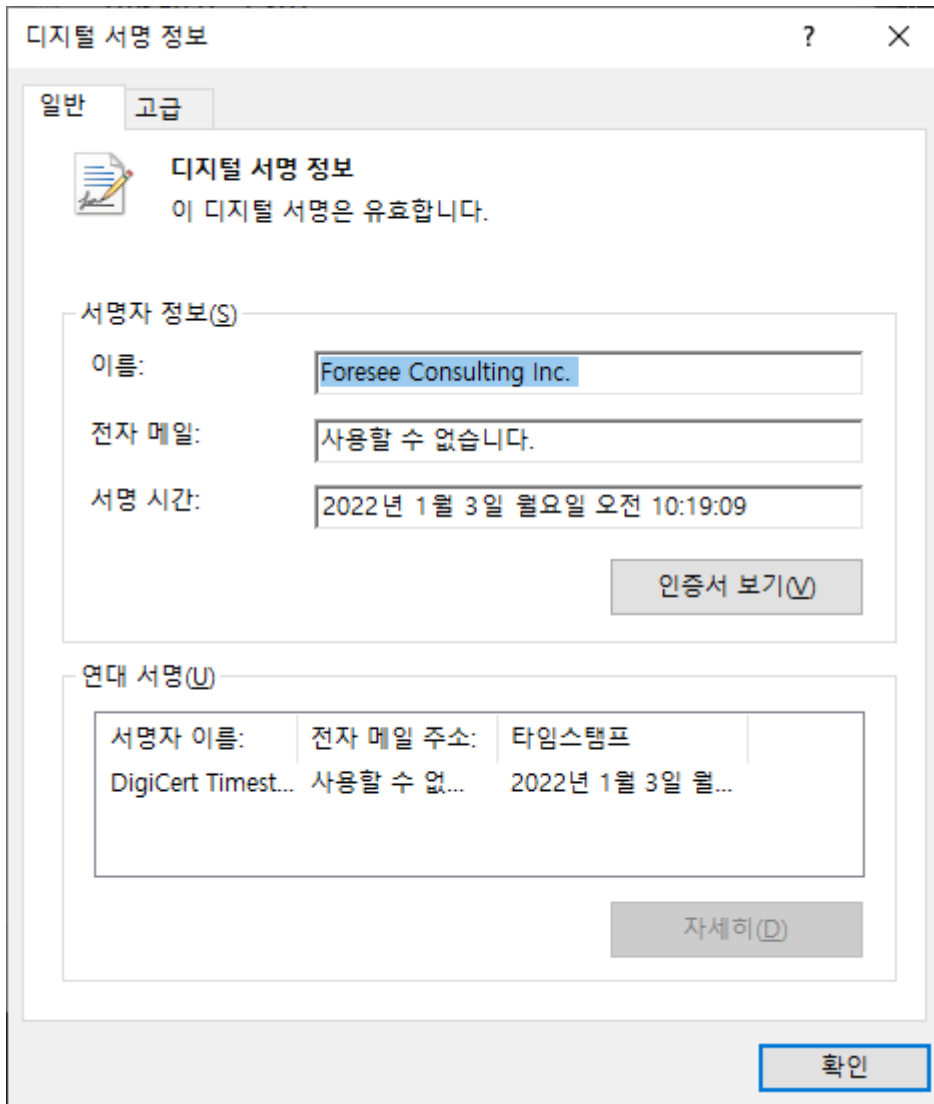 디지털 서명 정보
?
일반
고급
디지털 서명 정보
이 디지털 서명은 유효합니다.
서명자 정보(S)
이름:
Foresee Consulting Inc.
전자 메일:
사용할 수 없습니다.
서명 시간:
2022년 1월 3일 월요일 오전 10:19:09
인증서 보기(V)
연대 서명(U)
서명자 이름: 전자 메일 주소: 타임스탬프
DigiCert Timest... 사용할 수 없... 2022년 1월 3일 월...
자세히(D)
확인